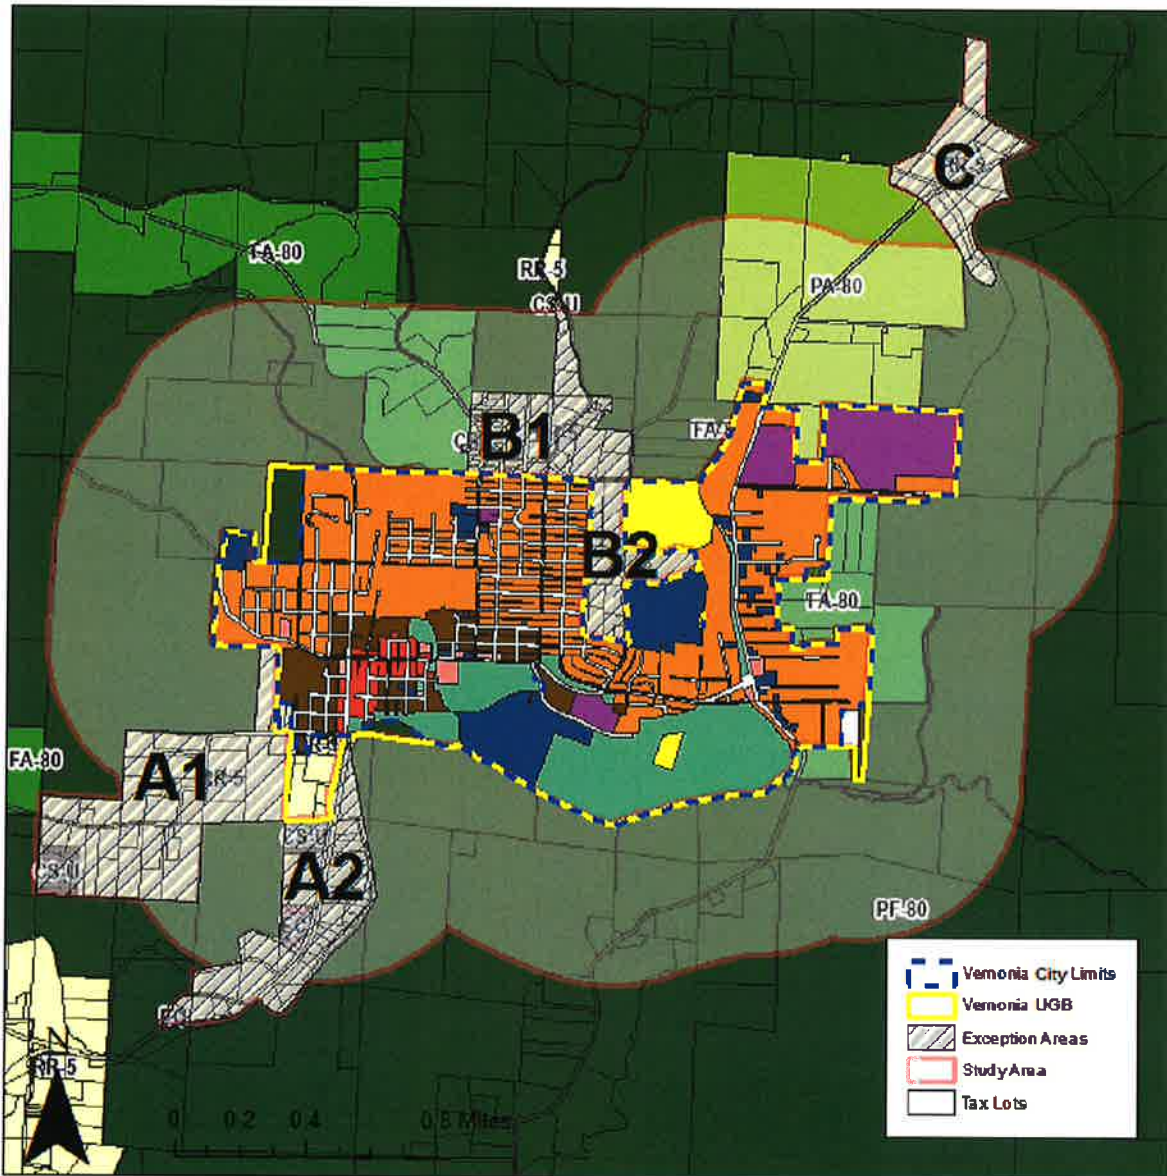 C
FA-80
RR-5
CS-U
PA-80
B1
FA-
B2
FA-80
FA-80
A1
RR-5
CS-U
CS-U
A2
PF-80
RR-5
0 0.2 0.4 0.8 Miles
Vernonia City Limits
Vernonia UGB
Exception Areas
Study Area
Tax Lots